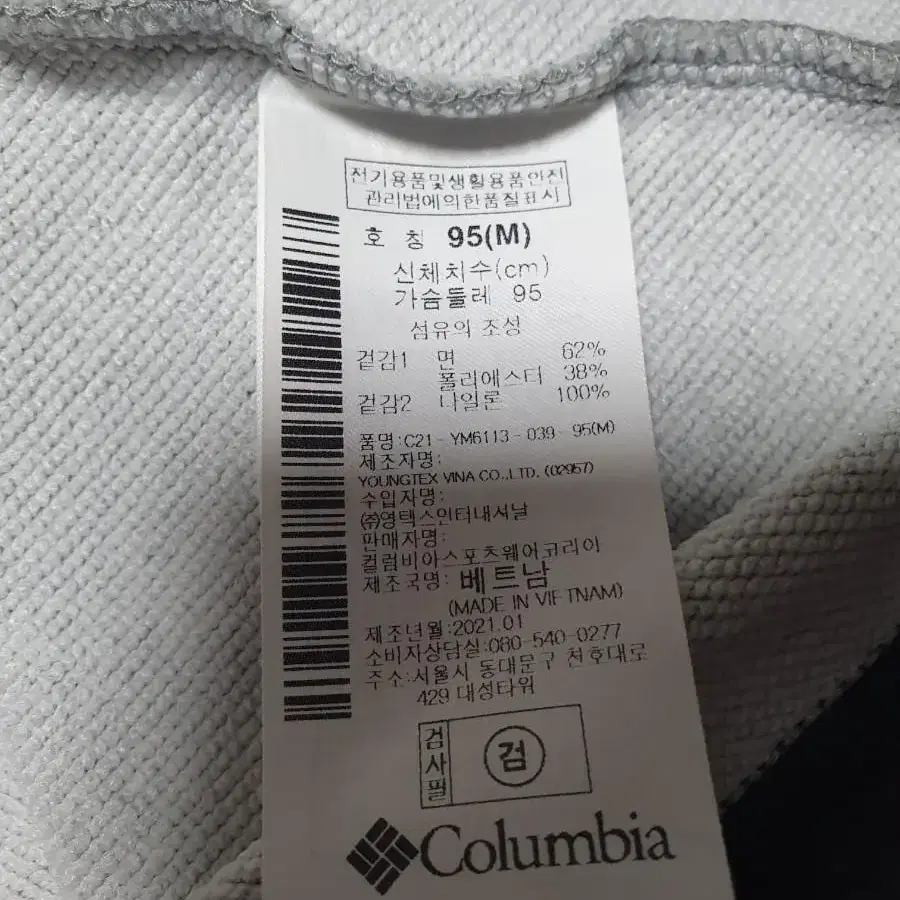 전기용품및생활용품안전
관리법에의한품질표시
호 칭 95(M)
신체치수(cm)
가슴둘레 95
섬유의 조성
겉감1 면 62%
폴리에스터 38%
겉감2 나일론 100%
품명:C21-YM6113-039-95(M)
제조자명:
YOUNGTEX VINA CO.,LTD. (02957)
수입자명:
(주)영텍스인터내셔날
판매자명:
컬럼비아스포츠웨어코리아
제조국명: 베트남
(MADE IN VIETNAM)
제조년월:2021.01
소비자상담실:080-540-0277
주소:서울시 동대문구 천호대로
429 대성타워
검사필
검
Columbia